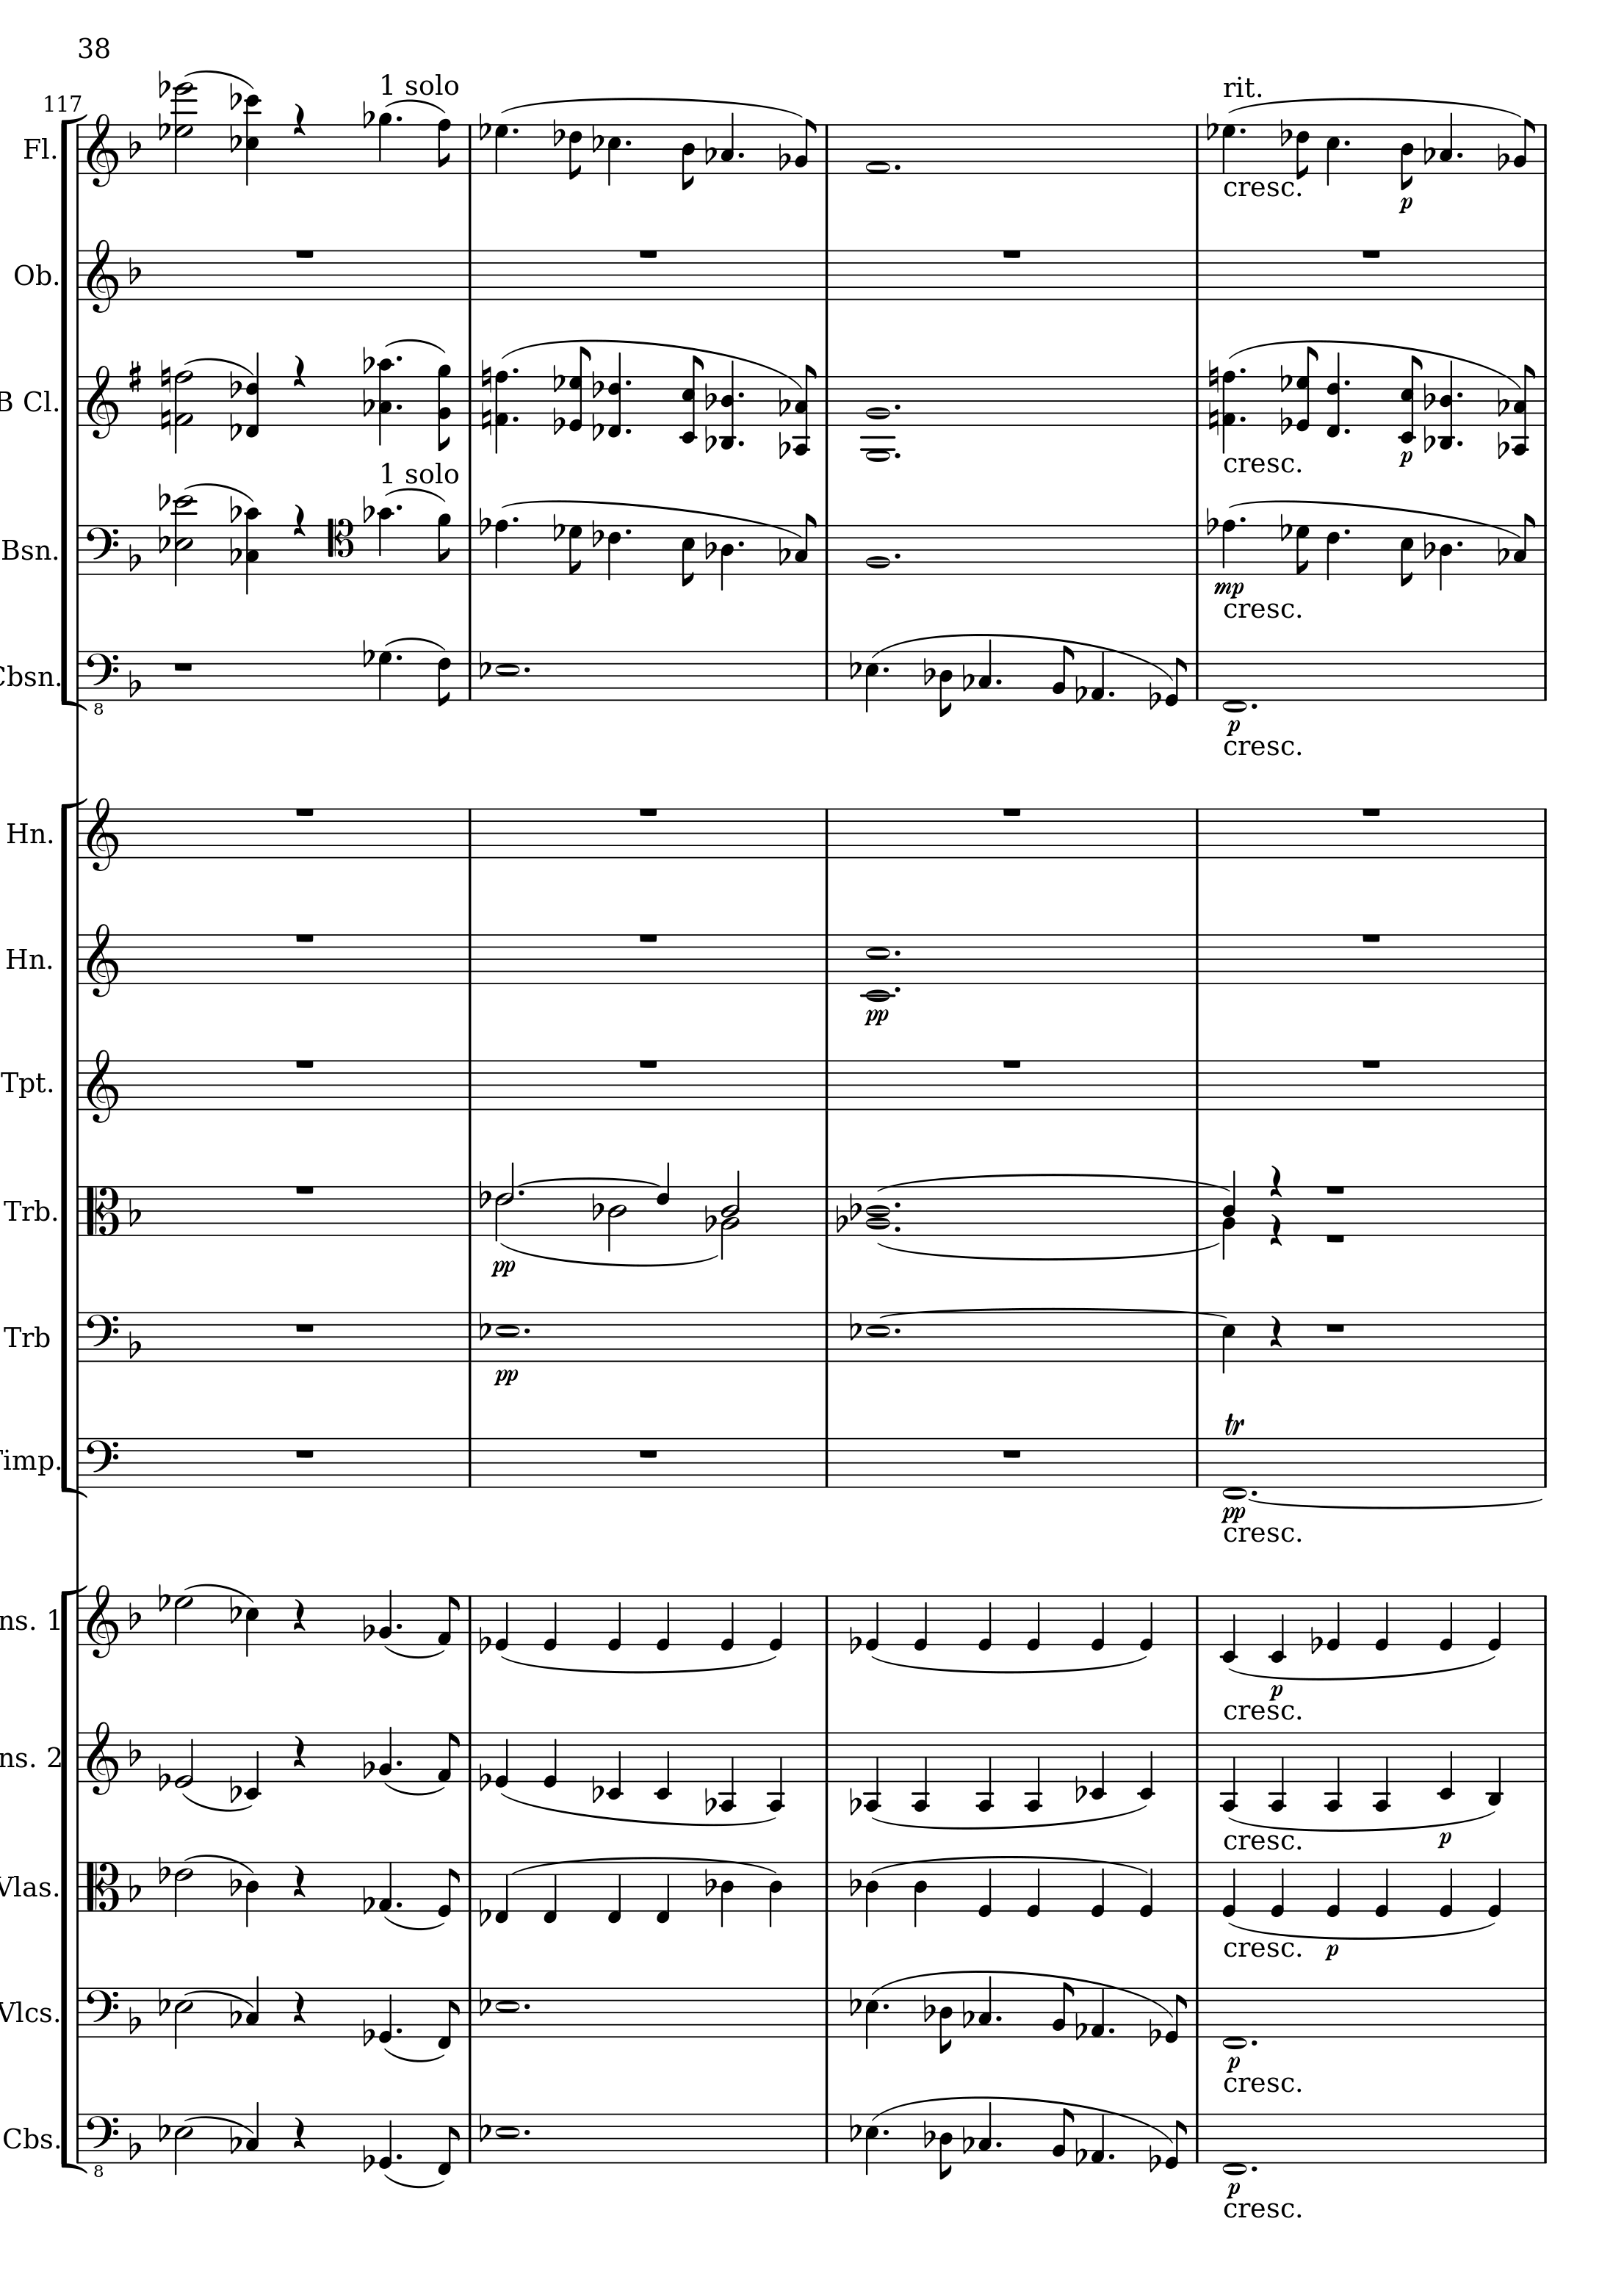 38
117
1 solo
rit.
Fl.
cresc.
p
Ob.
B Cl.
cresc.
p
1 solo
Bsn.
mp
cresc.
Cbsn.
8
p
cresc.
Hn.
Hn.
pp
Tpt.
Trb.
pp
Trb
pp
tr
Timp.
pp
cresc.
ns. 1
p
cresc.
ns. 2
cresc.
p
Vlas.
cresc.
p
Vlcs.
p
cresc.
Cbs.
8
p
cresc.